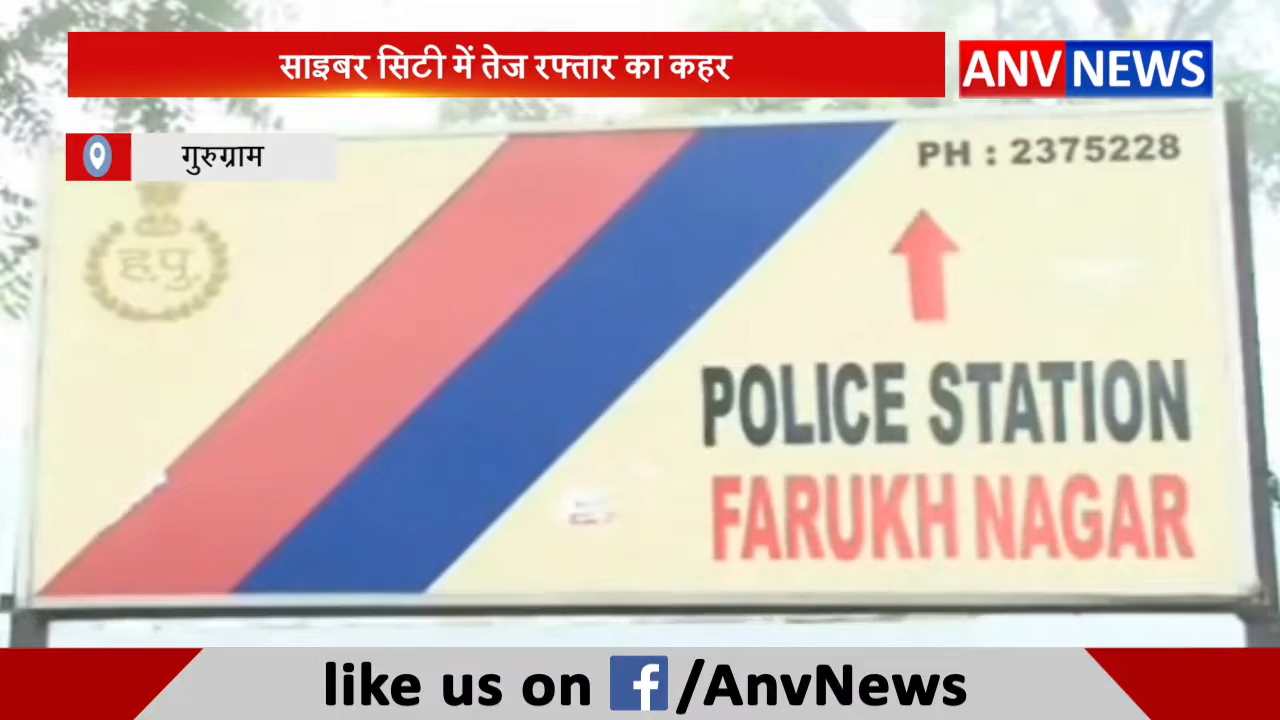 साइबर सिटी में तेज रफ्तार का कहर
ANV NEWS
गुरुग्राम
PH : 2375228
ह.पु.
POLICE STATION
FARUKH NAGAR
like us on f /AnvNews